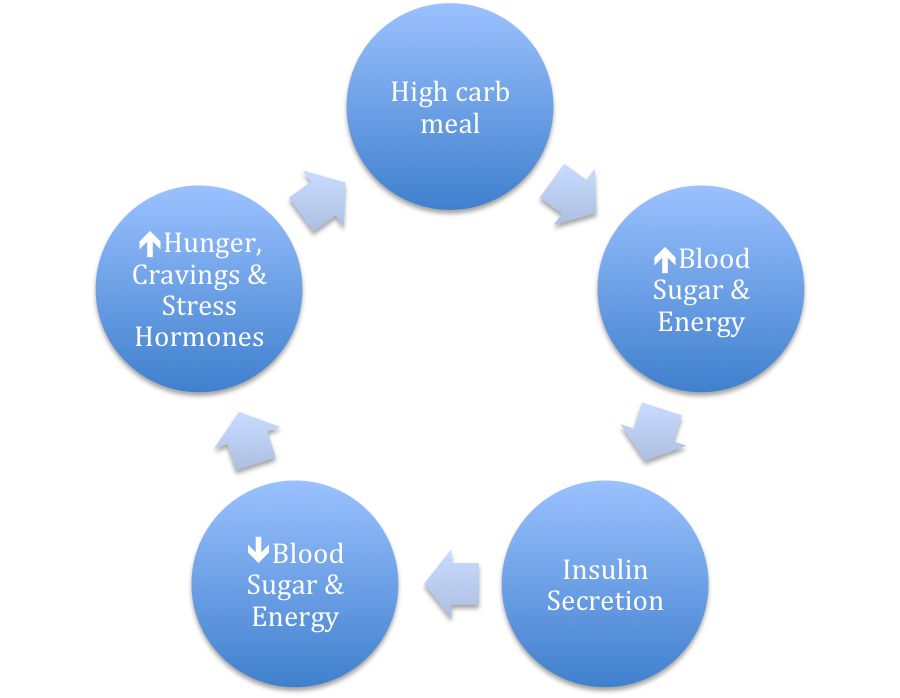 High carb
meal
⬆Blood
Sugar &
Energy
Insulin
Secretion
⬇Blood
Sugar &
Energy
⬆Hunger,
Cravings &
Stress
Hormones